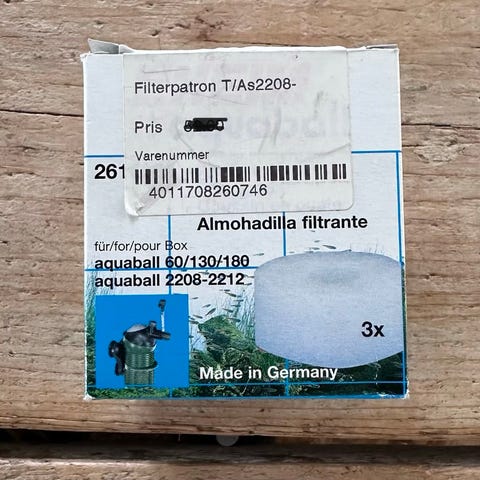 Filterpatron T/As2208-
Pris
Varenummer
261
4011708260746
Almohadilla filtrante
für/for/pour Box
aquaball 60/130/180
aquaball 2208-2212
3x
Made in Germany